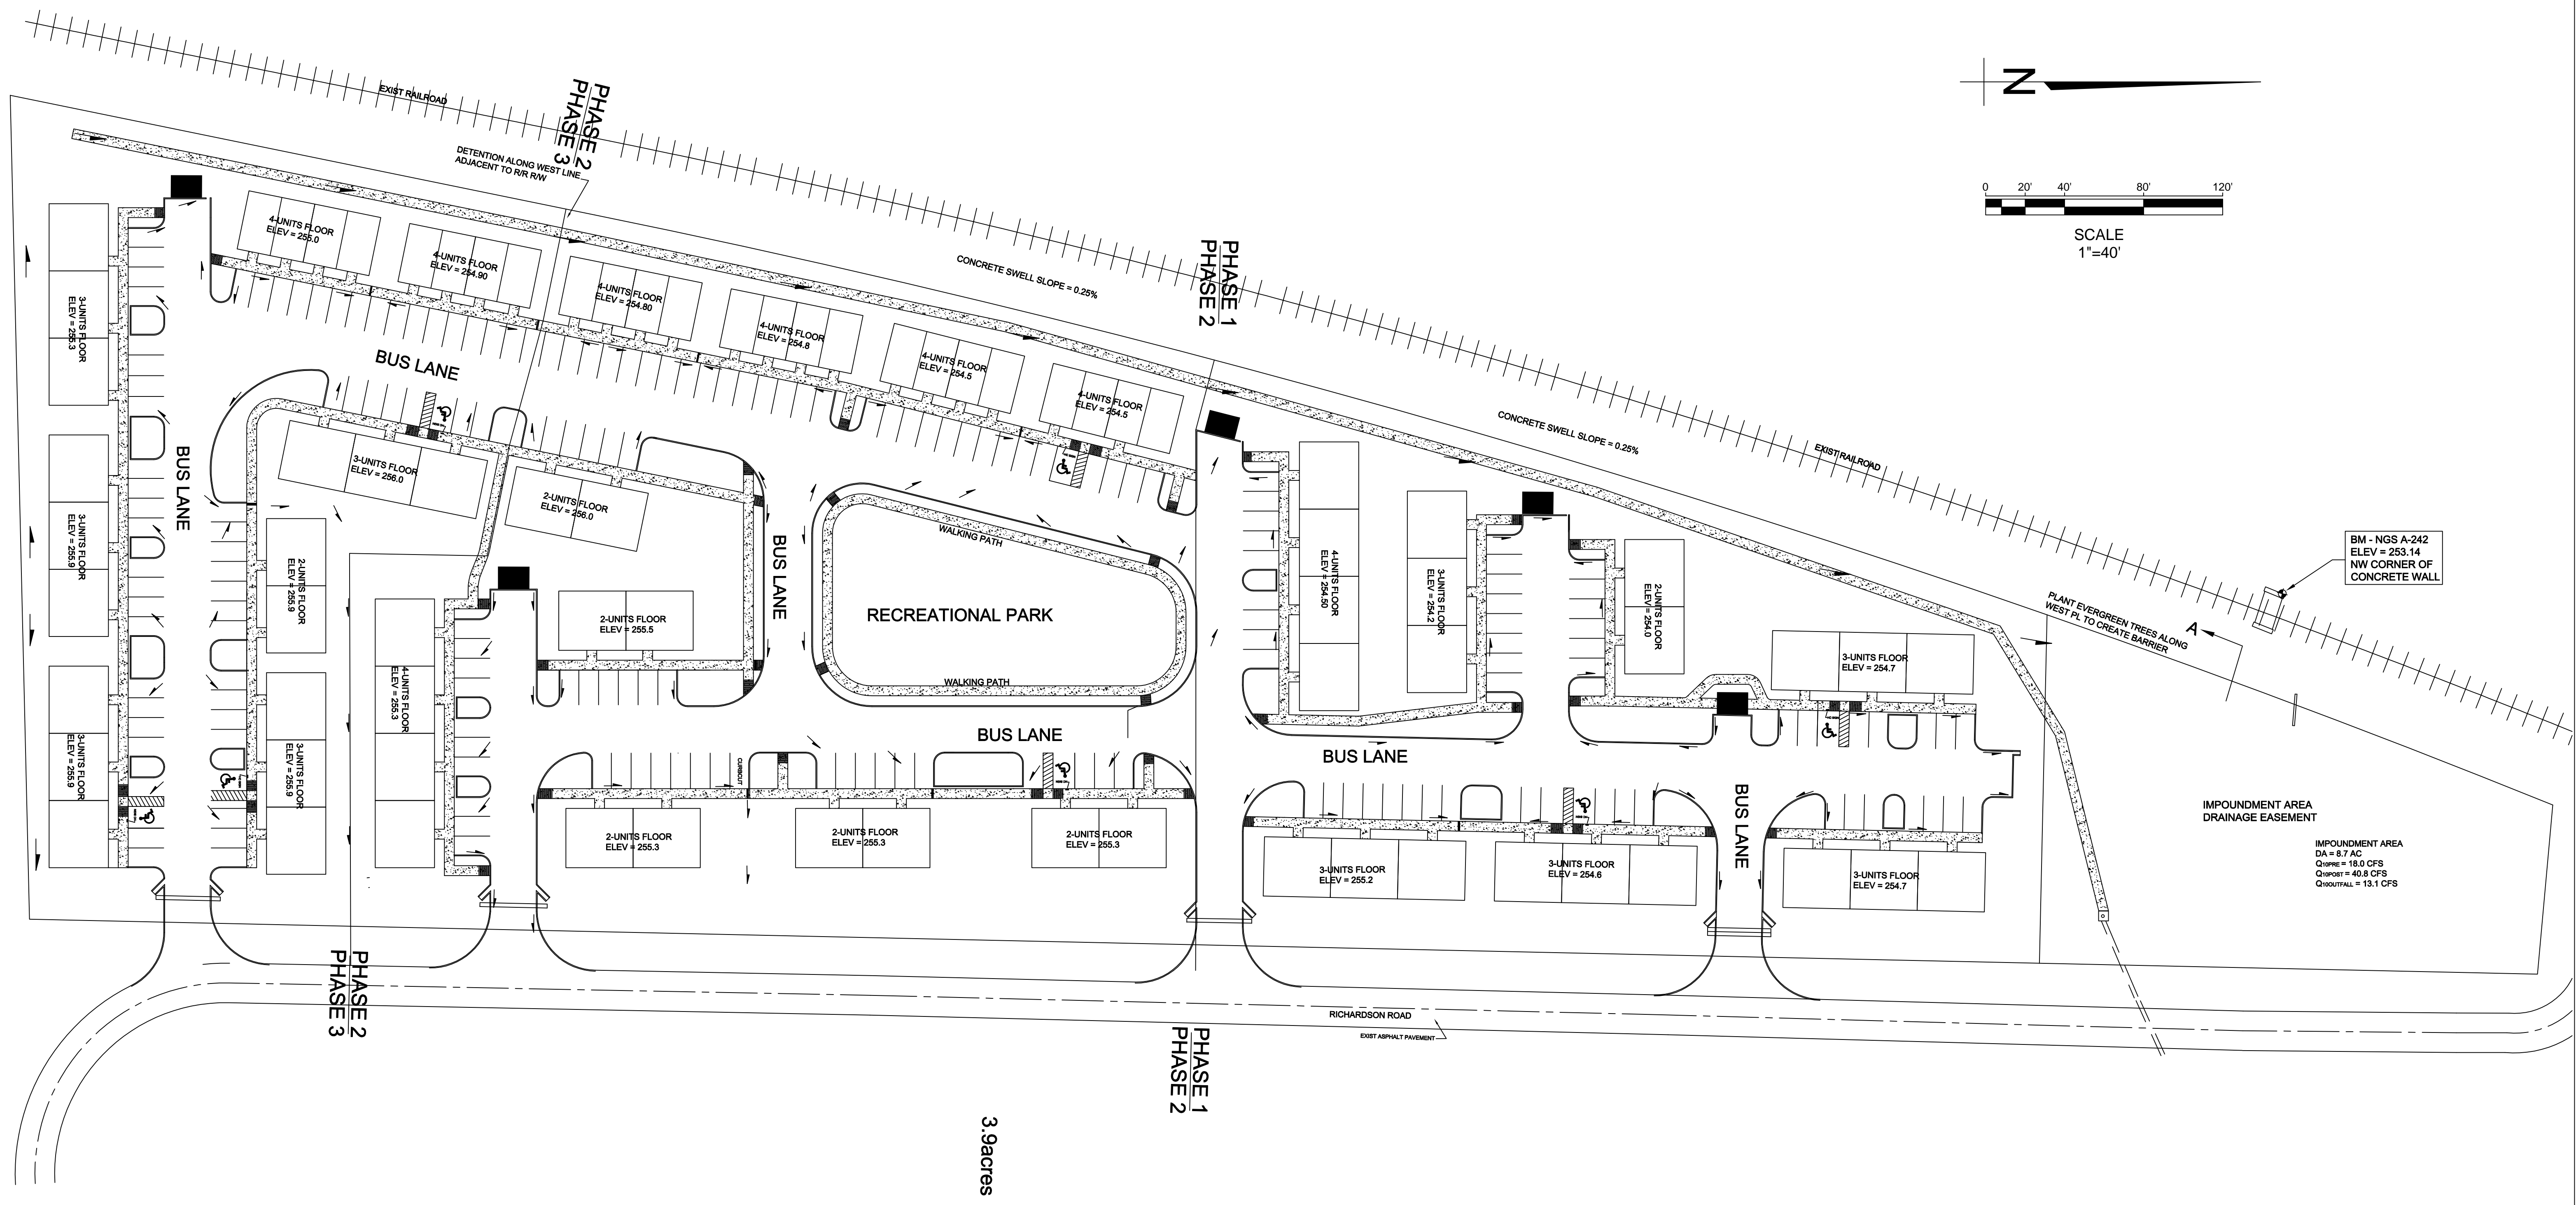 EXIST RAILROAD
PHASE 2
PHASE 3
DETENTION ALONG WEST LINE
ADJACENT TO R/R R/W
N
0 20' 40' 80' 120'
SCALE
1"=40'
4-UNITS FLOOR
ELEV = 255.0
4-UNITS FLOOR
ELEV = 254.90
4-UNITS FLOOR
ELEV = 254.80
4-UNITS FLOOR
ELEV = 254.8
4-UNITS FLOOR
ELEV = 254.5
4-UNITS FLOOR
ELEV = 254.5
CONCRETE SWELL SLOPE = 0.25%
PHASE 1
PHASE 2
CONCRETE SWELL SLOPE = 0.25%
EXIST RAILROAD
BM - NGS A-242
ELEV = 253.14
NW CORNER OF
CONCRETE WALL
PLANT EVERGREEN TREES ALONG
WEST PL TO CREATE BARRIER
A
3-UNITS FLOOR
ELEV = 255.3
3-UNITS FLOOR
ELEV = 255.9
3-UNITS FLOOR
ELEV = 255.9
BUS LANE
BUS LANE
3-UNITS FLOOR
ELEV = 256.0
2-UNITS FLOOR
ELEV = 256.0
2-UNITS FLOOR
ELEV = 255.9
3-UNITS FLOOR
ELEV = 255.9
4-UNITS FLOOR
ELEV = 255.3
2-UNITS FLOOR
ELEV = 255.5
BUS LANE
WALKING PATH
RECREATIONAL PARK
WALKING PATH
BUS LANE
CURBOUT
2-UNITS FLOOR
ELEV = 255.3
2-UNITS FLOOR
ELEV = 255.3
2-UNITS FLOOR
ELEV = 255.3
4-UNITS FLOOR
ELEV = 254.50
3-UNITS FLOOR
ELEV = 254.2
2-UNITS FLOOR
ELEV = 254.0
3-UNITS FLOOR
ELEV = 254.7
BUS LANE
BUS LANE
3-UNITS FLOOR
ELEV = 255.2
3-UNITS FLOOR
ELEV = 254.6
3-UNITS FLOOR
ELEV = 254.7
IMPOUNDMENT AREA
DRAINAGE EASEMENT
IMPOUNDMENT AREA
DA = 8.7 AC
Q10PRE = 18.0 CFS
Q10POST = 40.8 CFS
Q10OUTFALL = 13.1 CFS
PHASE 2
PHASE 3
RICHARDSON ROAD
EXIST ASPHALT PAVEMENT
PHASE 1
PHASE 2
3.9acres